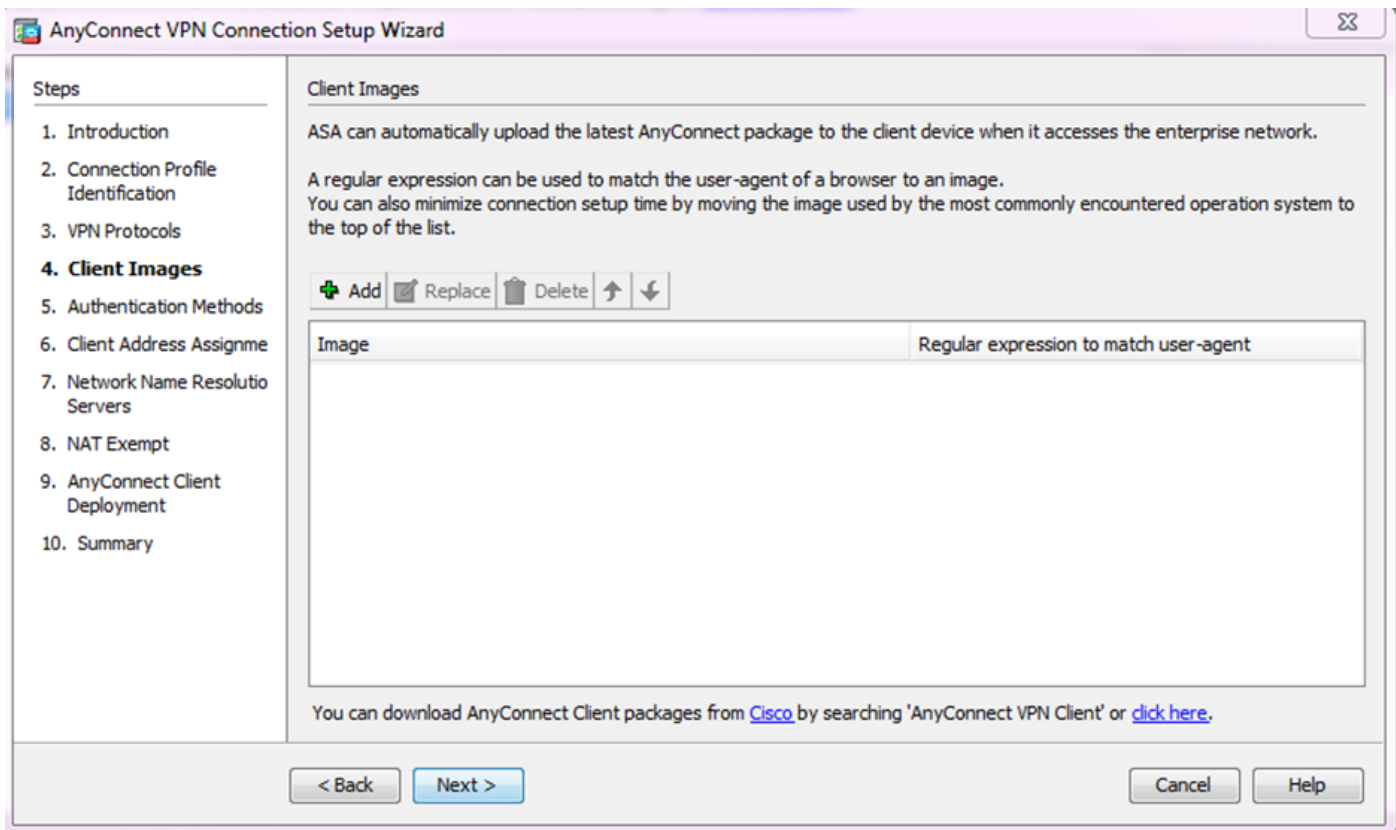 AnyConnect VPN Connection Setup Wizard
Steps
1. Introduction
2. Connection Profile
Identification
3. VPN Protocols
4. Client Images
5. Authentication Methods
6. Client Address Assignme
7. Network Name Resolutio
Servers
8. NAT Exempt
9. AnyConnect Client
Deployment
10. Summary
Client Images
ASA can automatically upload the latest AnyConnect package to the client device when it accesses the enterprise network.
A regular expression can be used to match the user-agent of a browser to an image.
You can also minimize connection setup time by moving the image used by the most commonly encountered operation system to
the top of the list.
Add Replace Delete
Image Regular expression to match user-agent
You can download AnyConnect Client packages from Cisco by searching 'AnyConnect VPN Client' or click here.
< Back Next > Cancel Help